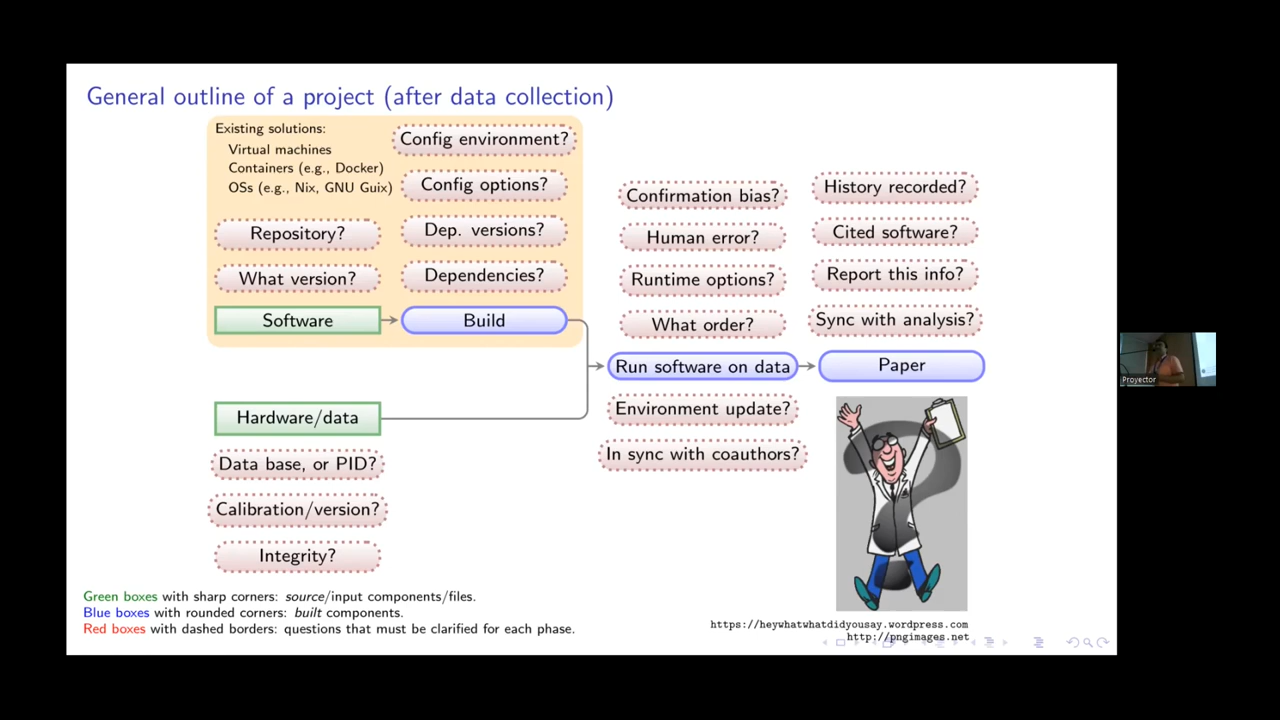 General outline of a project (after data collection)
Existing solutions:
Virtual machines
Containers (e.g., Docker)
OSs (e.g., Nix, GNU Guix)
Config environment?
Config options?
Repository?
Dep. versions?
What version?
Dependencies?
Software
Build
Hardware/data
Data base, or PID?
Calibration/version?
Integrity?
Confirmation bias?
Human error?
Runtime options?
What order?
Run software on data
Environment update?
In sync with coauthors?
History recorded?
Cited software?
Report this info?
Sync with analysis?
Paper
?
Green boxes with sharp corners: source/input components/files.
Blue boxes with rounded corners: built components.
Red boxes with dashed borders: questions that must be clarified for each phase.
https://heywhatwhatdidyousay.wordpress.com
http://pngimages.net
Proyector